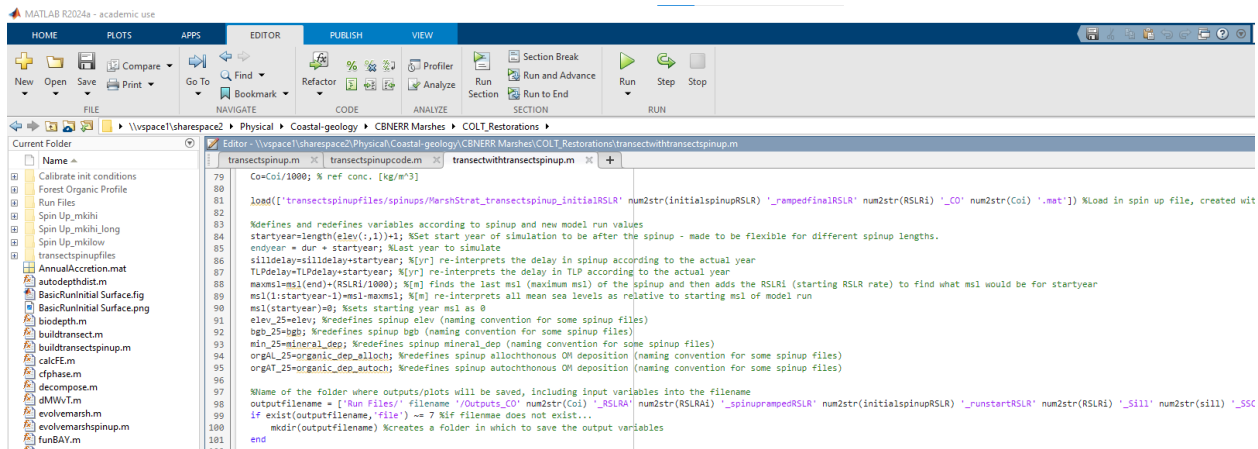 MATLAB R2024a - academic use
HOME PLOTS APPS EDITOR PUBLISH VIEW
New Open Save Compare Print Go To Find Bookmark Refactor Profiler Analyze Run Section Section Break Run and Advance Run to End Run Step Stop
FILE NAVIGATE CODE ANALYZE SECTION RUN
\\vspace1\sharespace2 Physical Coastal-geology CBNERR Marshes COLT_Restorations
Current Folder
Name
Calibrate init conditions
Forest Organic Profile
Run Files
Spin Up_mkihi
Spin Up_mkihi_long
Spin Up_mkilow
transectspinupfiles
AnnualAccretion.mat
autodepthdist.m
BasicRunInitial Surface.fig
BasicRunInitial Surface.png
biodepth.m
buildtransect.m
buildtransectspinup.m
calcFE.m
cfphase.m
decompose.m
dMWvT.m
evolvemarsh.m
evolvemarshspinup.m
funBAY.m
Editor - \\vspace1\sharespace2\Physical\Coastal-geology\CBNERR Marshes\COLT_Restorations\transectwithtransectspinup.m
transectspinup.m transectspinupcode.m transectwithtransectspinup.m
79 Co=Coi/1000; % ref conc. [kg/m^3]
80
81 load(['transectspinupfiles/spinups/MarshStrat_transectspinup_initialRSLR' num2str(initialspinupRSLR) '_rampedfinalRSLR' num2str(RSLRi) '_CO' num2str(Coi) '.mat']) %Load in spin up file, created wit
82
83 %defines and redefines variables according to spinup and new model run values
84 startyear=length(elev(:,1))+1; %Set start year of simulation to be after the spinup - made to be flexible for different spinup lengths.
85 endyear = dur + startyear; %Last year to simulate
86 silldelay=silldelay+startyear; %[yr] re-interprets the delay in spinup according to the actual year
87 TLPdelay=TLPdelay+startyear; %[yr] re-interprets the delay in TLP according to the actual year
88 maxmsl=msl(end)+(RSLRi/1000); %[m] finds the last msl (maximum msl) of the spinup and then adds the RSLRi (starting RSLR rate) to find what msl would be for startyear
89 msl(1:startyear-1)=msl-maxmsl; %[m] re-interprets all mean sea levels as relative to starting msl of model run
90 msl(startyear)=0; %sets starting year msl as 0
91 elev_25=elev; %redefines spinup elev (naming convention for some spinup files)
92 bgb_25=bgb; %redefines spinup bgb (naming convention for some spinup files)
93 min_25=mineral_dep; %redefines spinup mineral_dep (naming convention for some spinup files)
94 orgAL_25=organic_dep_alloch; %redefines spinup allochthonous OM deposition (naming convention for some spinup files)
95 orgAT_25=organic_dep_autoch; %redefines spinup autochthonous OM deposition (naming convention for some spinup files)
96
97 %Name of the folder where outputs/plots will be saved, including input variables into the filename
98 outputfilename = ['Run Files/' filename '/Outputs_CO' num2str(Coi) '_RSLRA' num2str(RSLRAi) '_spinuprampedRSLR' num2str(initialspinupRSLR) '_runstartRSLR' num2str(RSLRi) '_Sill' num2str(sill) '_SSC
99 if exist(outputfilename,'file') ~= 7 %if filenmae does not exist...
100 mkdir(outputfilename) %creates a folder in which to save the output variables
101 end